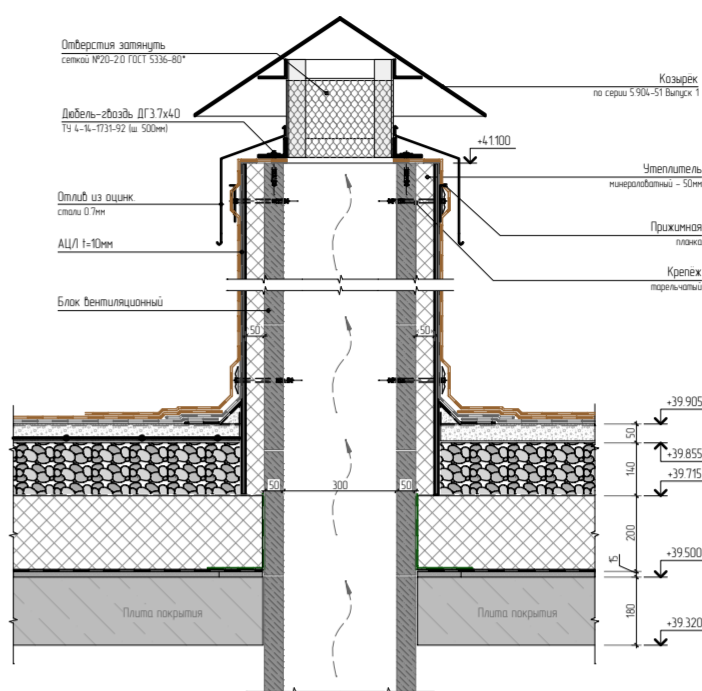 Отверстия затянуть
сеткой №20-2.0 ГОСТ 5336-80*
Дюбель-гвоздь ДГ3.7х40
ТУ 4-14-1731-92 (ш. 500мм)
Отлив из оцинк.
стали 0.7мм
АЦЛ t=10мм
Блок вентиляционный
Козырёк
по серии 5.904-51 Выпуск 1
+41.100
Утеплитель
минераловатный - 50мм
Прижимная
планка
Крепёж
тарельчатый
50
50
+39.905
50
+39.855
140
+39.715
50
300
50
200
15
+39.500
180
+39.320
Плита покрытия
Плита покрытия